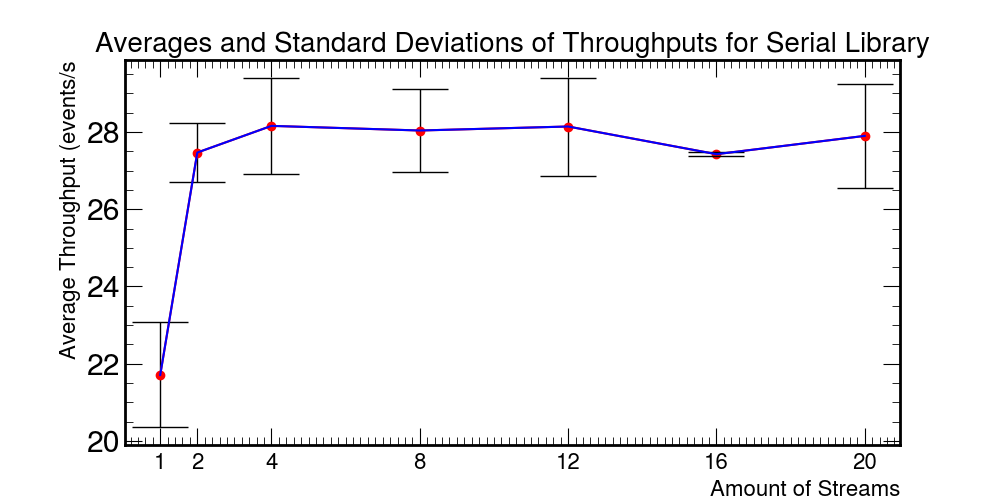 Averages and Standard Deviations of Throughputs for Serial Library
Average Throughput (events/s
28
26
24
22
20
1 2 4 8 12 16 20
Amount of Streams